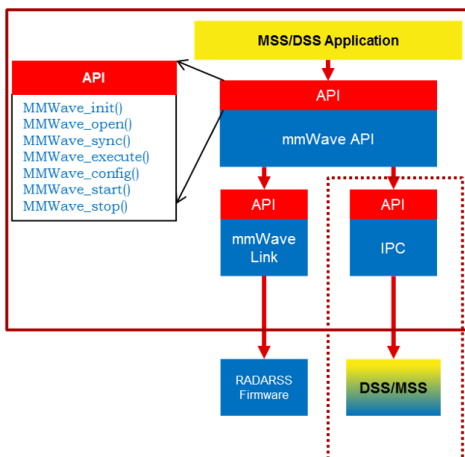 MSS/DSS Application
API
MMWave_init()
MMWave_open()
MMWave_sync()
MMWave_execute()
MMWave_config()
MMWave_start()
MMWave_stop()
API
mmWave API
API
mmWave
Link
API
IPC
RADARSS
Firmware
DSS/MSS